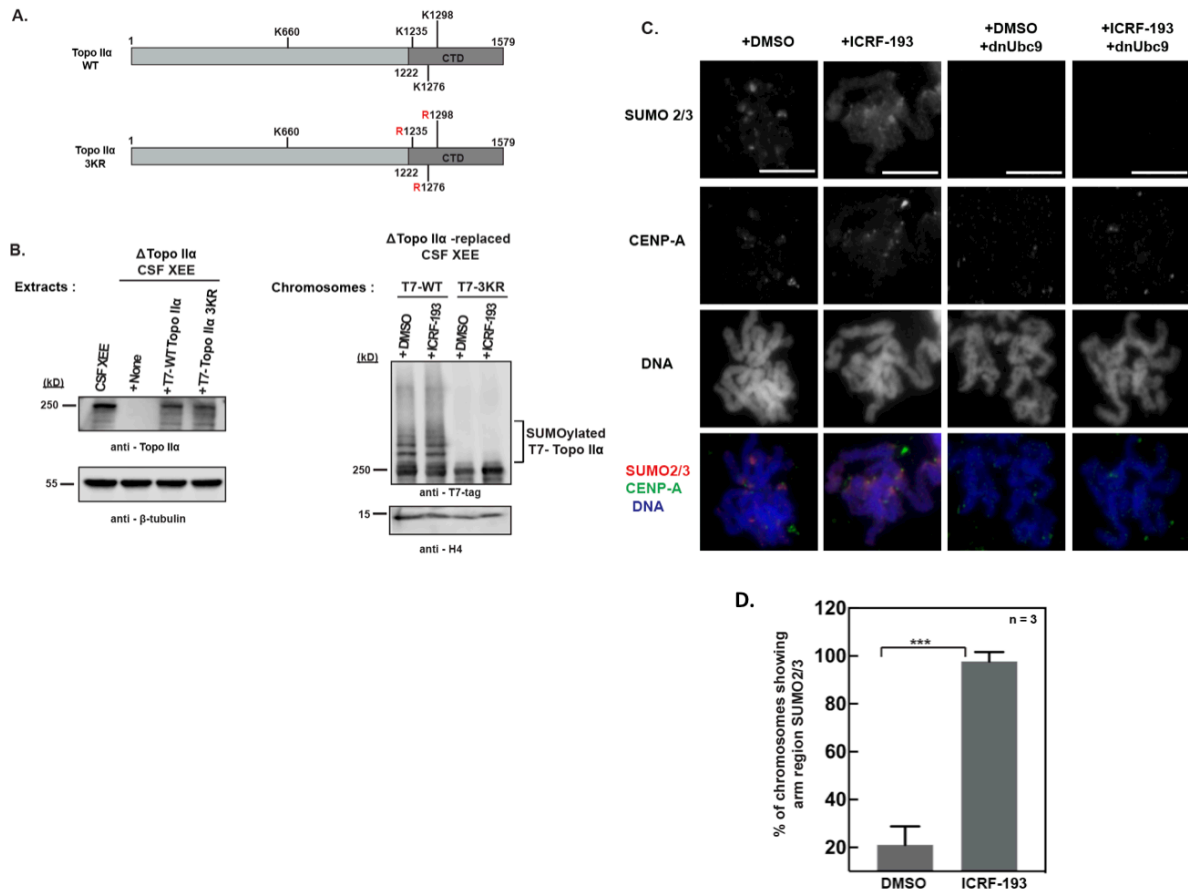 A.
Topo IIα
WT
1
K660
K1235
K1298
1579
CTD
1222
K1276
Topo IIα
3KR
1
K660
R1235
R1298
1579
CTD
1222
R1276
B.
Extracts :
ΔTopo IIα
CSF XEE
(kD)
CSF XEE
+None
+T7-WT Topo IIα
+T7-Topo IIα 3KR
250
anti - Topo IIα
55
anti - β-tubulin
ΔTopo IIα -replaced
CSF XEE
Chromosomes :
T7-WT
T7-3KR
(kD)
+ DMSO
+ ICRF-193
+ DMSO
+ ICRF-193
SUMOylated
T7- Topo IIα
250
anti - T7-tag
15
anti - H4
C.
+DMSO
+ICRF-193
+DMSO
+dnUbc9
+ICRF-193
+dnUbc9
SUMO 2/3
CENP-A
DNA
SUMO2/3
CENP-A
DNA
D.
% of chromosomes showing
arm region SUMO2/3
120
100
80
60
40
20
n = 3
***
DMSO
ICRF-193